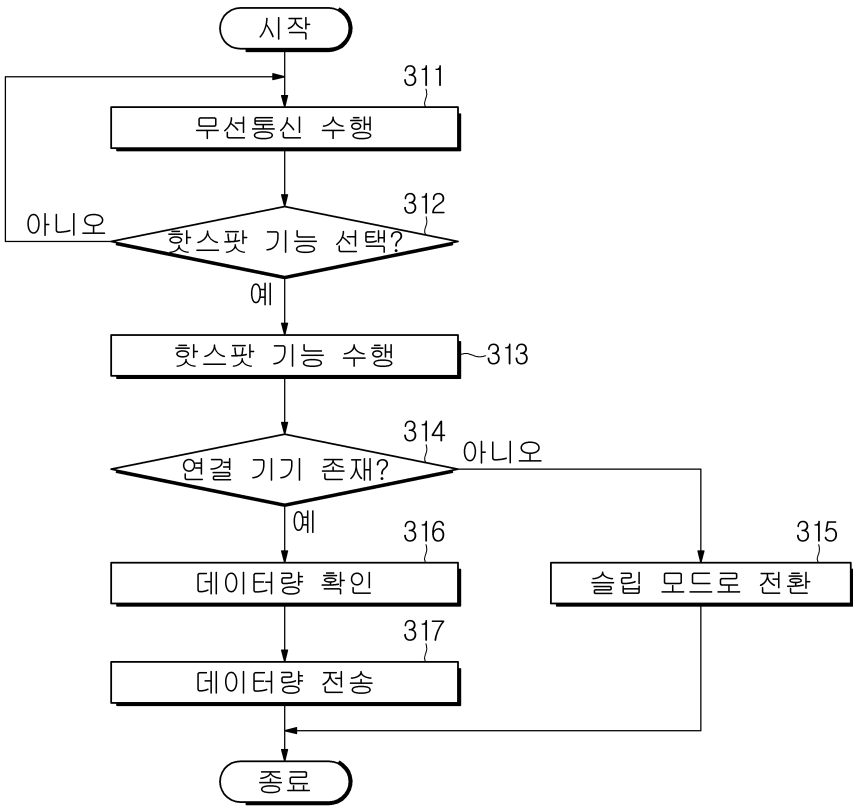 시작
311
무선통신 수행
312
아니오
핫스팟 기능 선택?
예
핫스팟 기능 수행
313
314
아니오
연결 기기 존재?
예
316
315
데이터량 확인
슬립 모드로 전환
317
데이터량 전송
종료